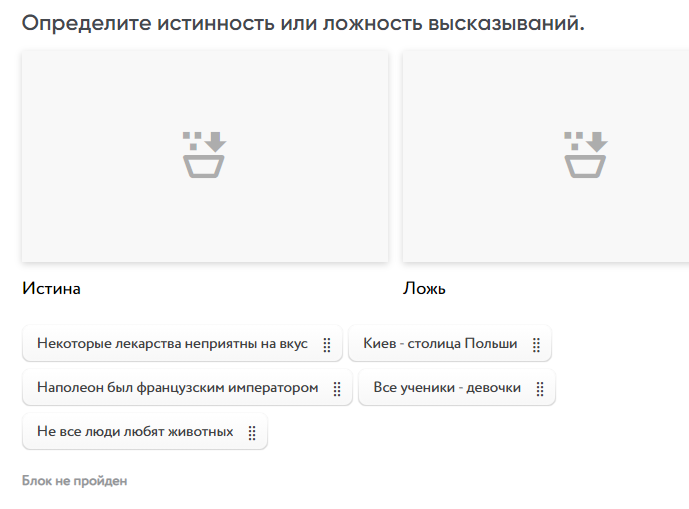 Определите истинность или ложность высказываний.
Истина
Ложь
Некоторые лекарства неприятны на вкус
Киев - столица Польши
Наполеон был французским императором
Все ученики - девочки
Не все люди любят животных
Блок не пройден